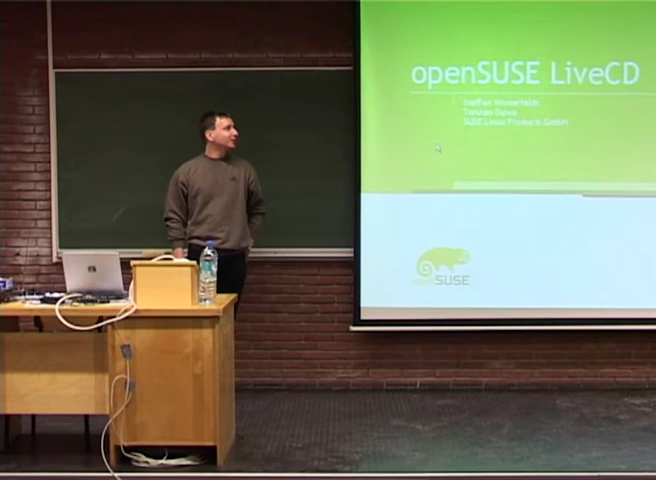 openSUSE LiveCD
Steffen Winterfeldt
Torsten Duwe
SUSE Linux Products GmbH
openSUSE